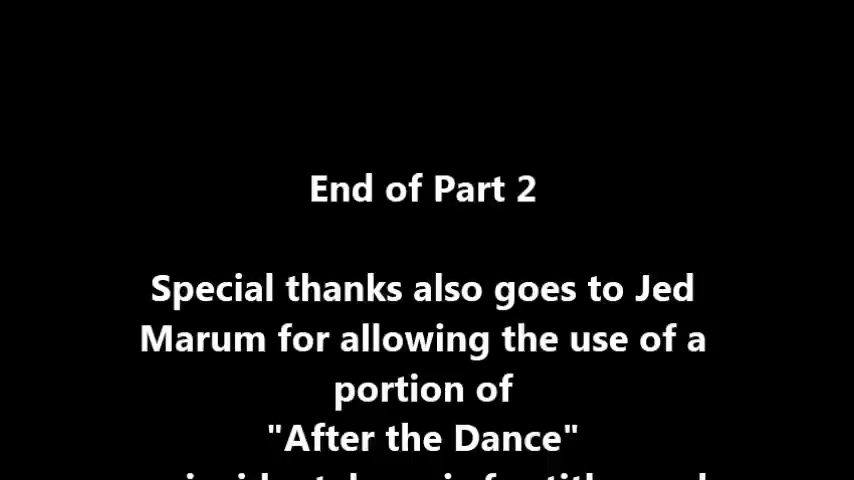 End of Part 2
Special thanks also goes to Jed
Marum for allowing the use of a
portion of
"After the Dance"